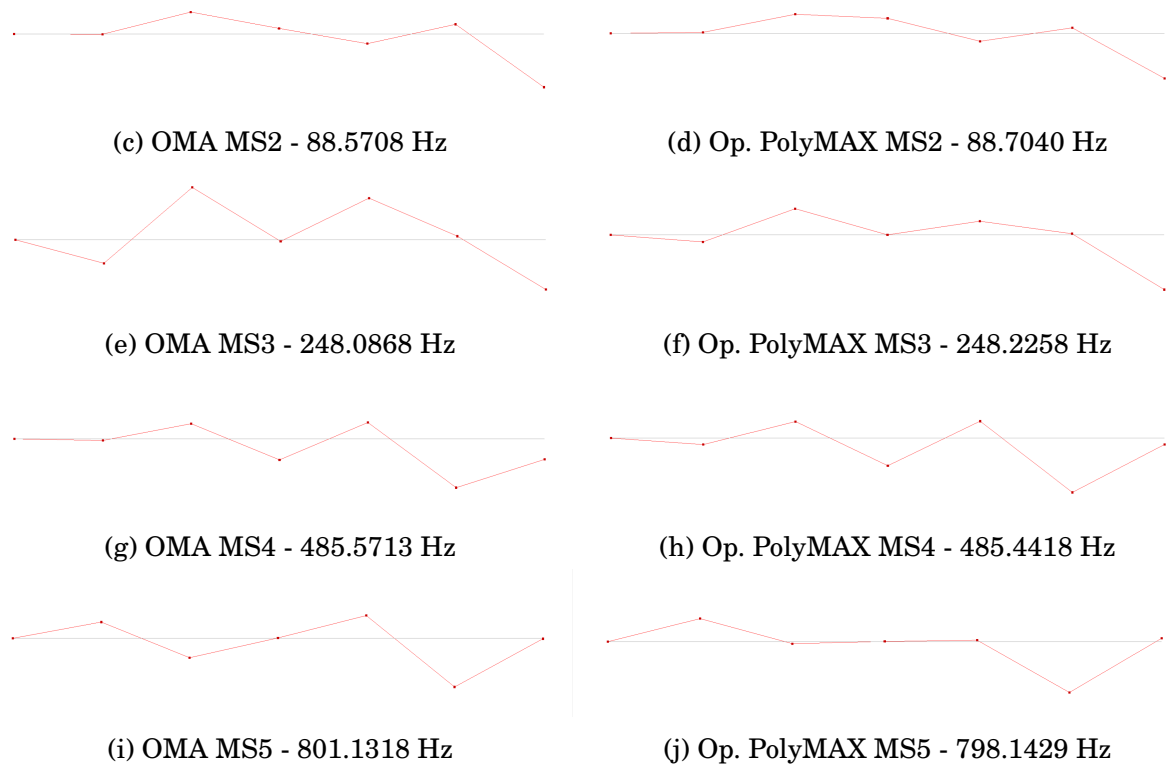 (c) OMA MS2 - 88.5708 Hz
(d) Op. PolyMAX MS2 - 88.7040 Hz
(e) OMA MS3 - 248.0868 Hz
(f) Op. PolyMAX MS3 - 248.2258 Hz
(g) OMA MS4 - 485.5713 Hz
(h) Op. PolyMAX MS4 - 485.4418 Hz
(i) OMA MS5 - 801.1318 Hz
(j) Op. PolyMAX MS5 - 798.1429 Hz